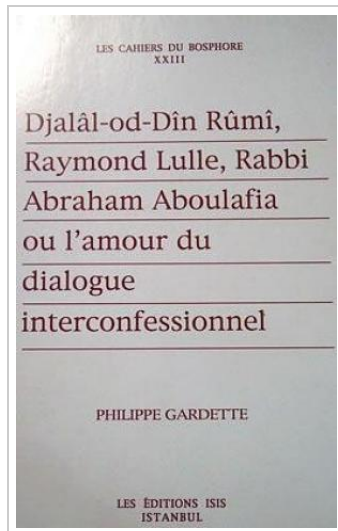 LES CAHIERS DU BOSPHORE
XXIII
Djalâl-od-Dîn Rûmî,
Raymond Lulle, Rabbi
Abraham Aboulafia
ou l'amour du
dialogue
interconfessionnel
PHILIPPE GARDETTE
LES ÉDITIONS ISIS
ISTANBUL